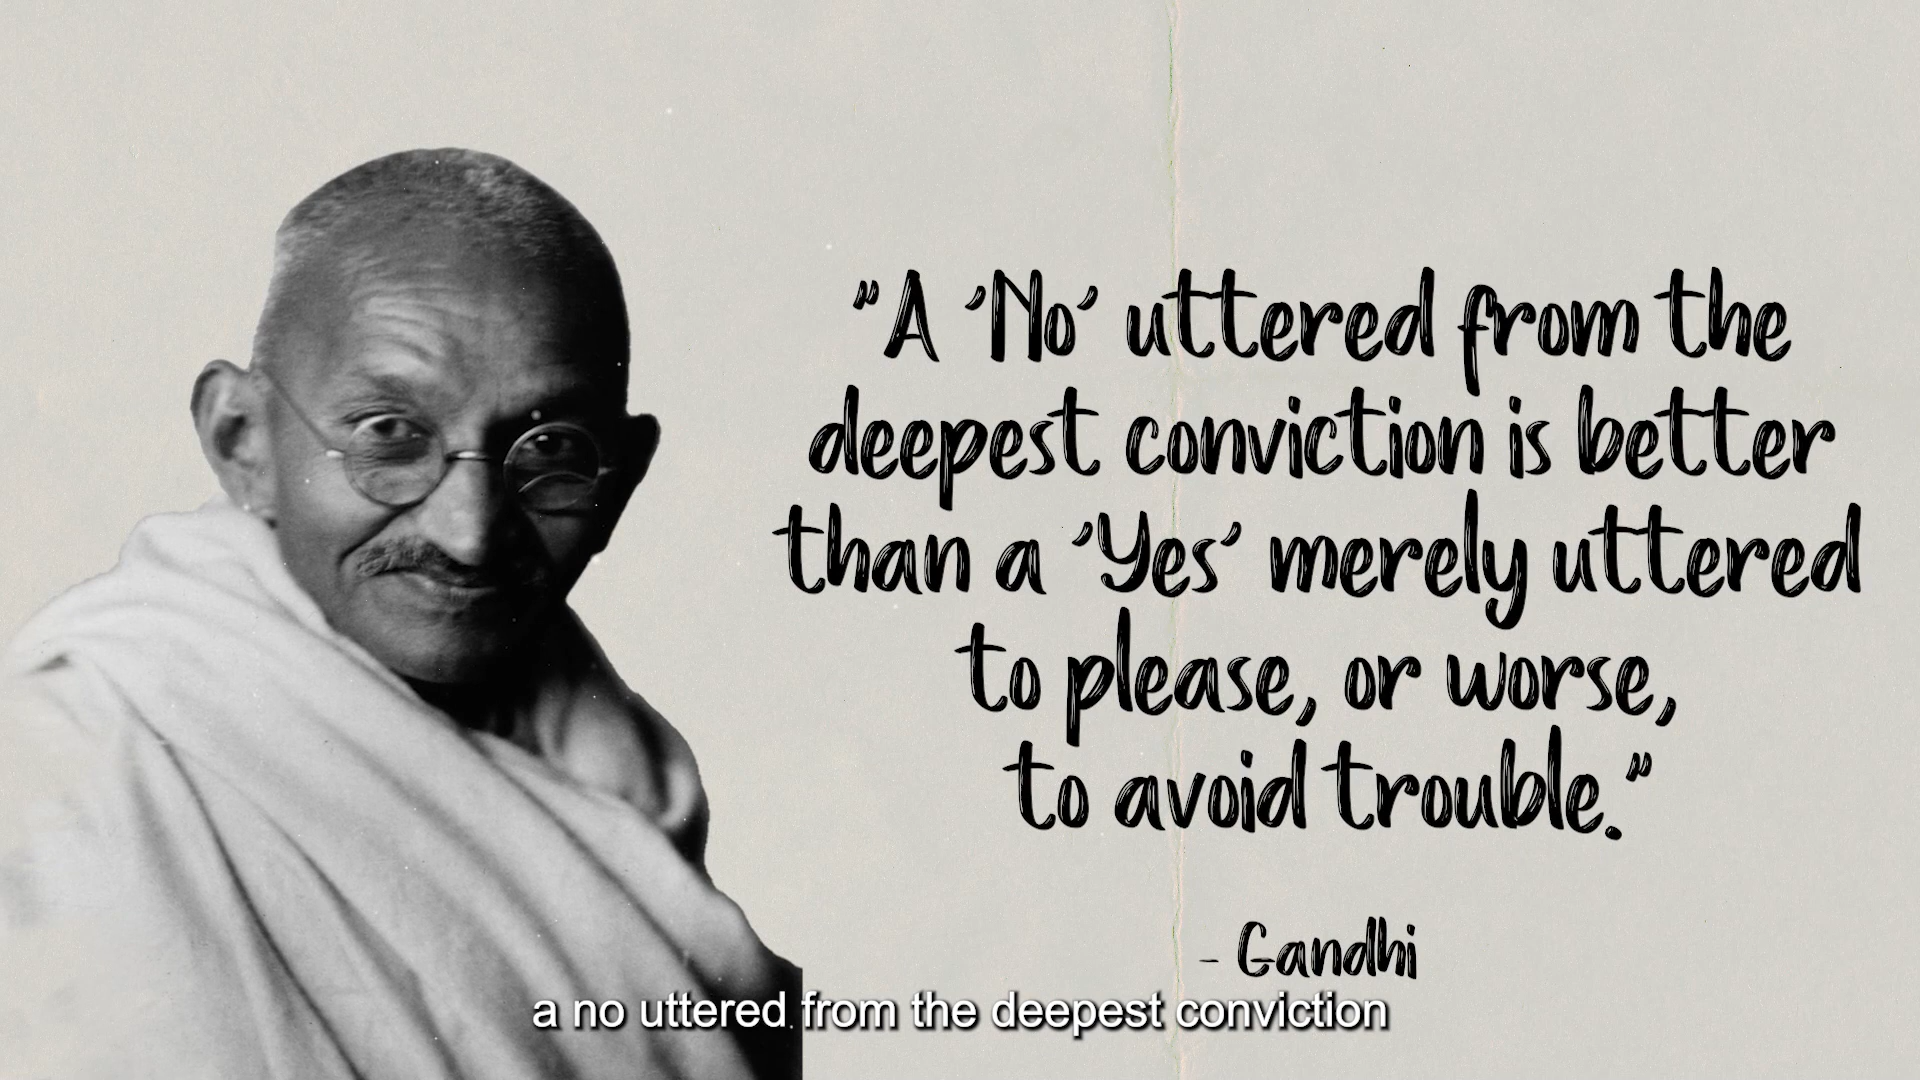 "A 'No' uttered from the
deepest conviction is better
than a 'Yes' merely uttered
to please, or worse,
to avoid trouble."
- Gandhi
a no uttered from the deepest conviction